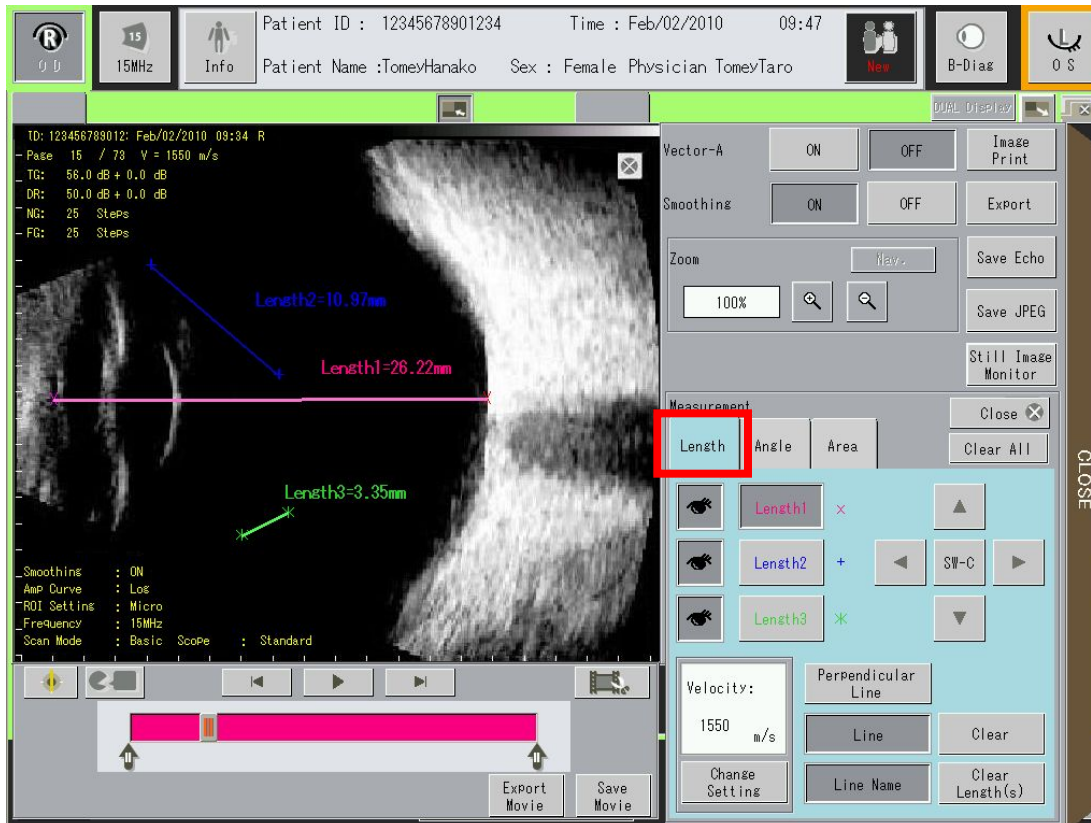 R
OD
15
15MHz
Info
Patient ID : 12345678901234 Time : Feb/02/2010 09:47
Patient Name :TomeyHanako Sex : Female Physician TomeyTaro
New
B-Diag
L
OS
DUAL Display
ID: 123456789012: Feb/02/2010 09:34 R
Page 15 / 73 V = 1550 m/s
TG: 56.0 dB + 0.0 dB
DR: 50.0 dB + 0.0 dB
NG: 25 Steps
FG: 25 Steps
Length2=10.97mm
Length1=26.22mm
Length3=3.35mm
Smoothing : ON
Amp Curve : Log
ROI Setting : Micro
Frequency : 15MHz
Scan Mode : Basic Scope : Standard
Export Movie
Save Movie
Vector-A ON OFF
Image Print
Smoothing ON OFF
Export
Zoom Nav.
Save Echo
100%
Save JPEG
Still Image Monitor
Measurement
Close
Length Angle Area
Clear All
Length1 x
Length2 + SW-C
Length3
Velocity:
1550 m/s
Change Setting
Perpendicular Line
Line Clear
Line Name
Clear Length(s)
CLOSE